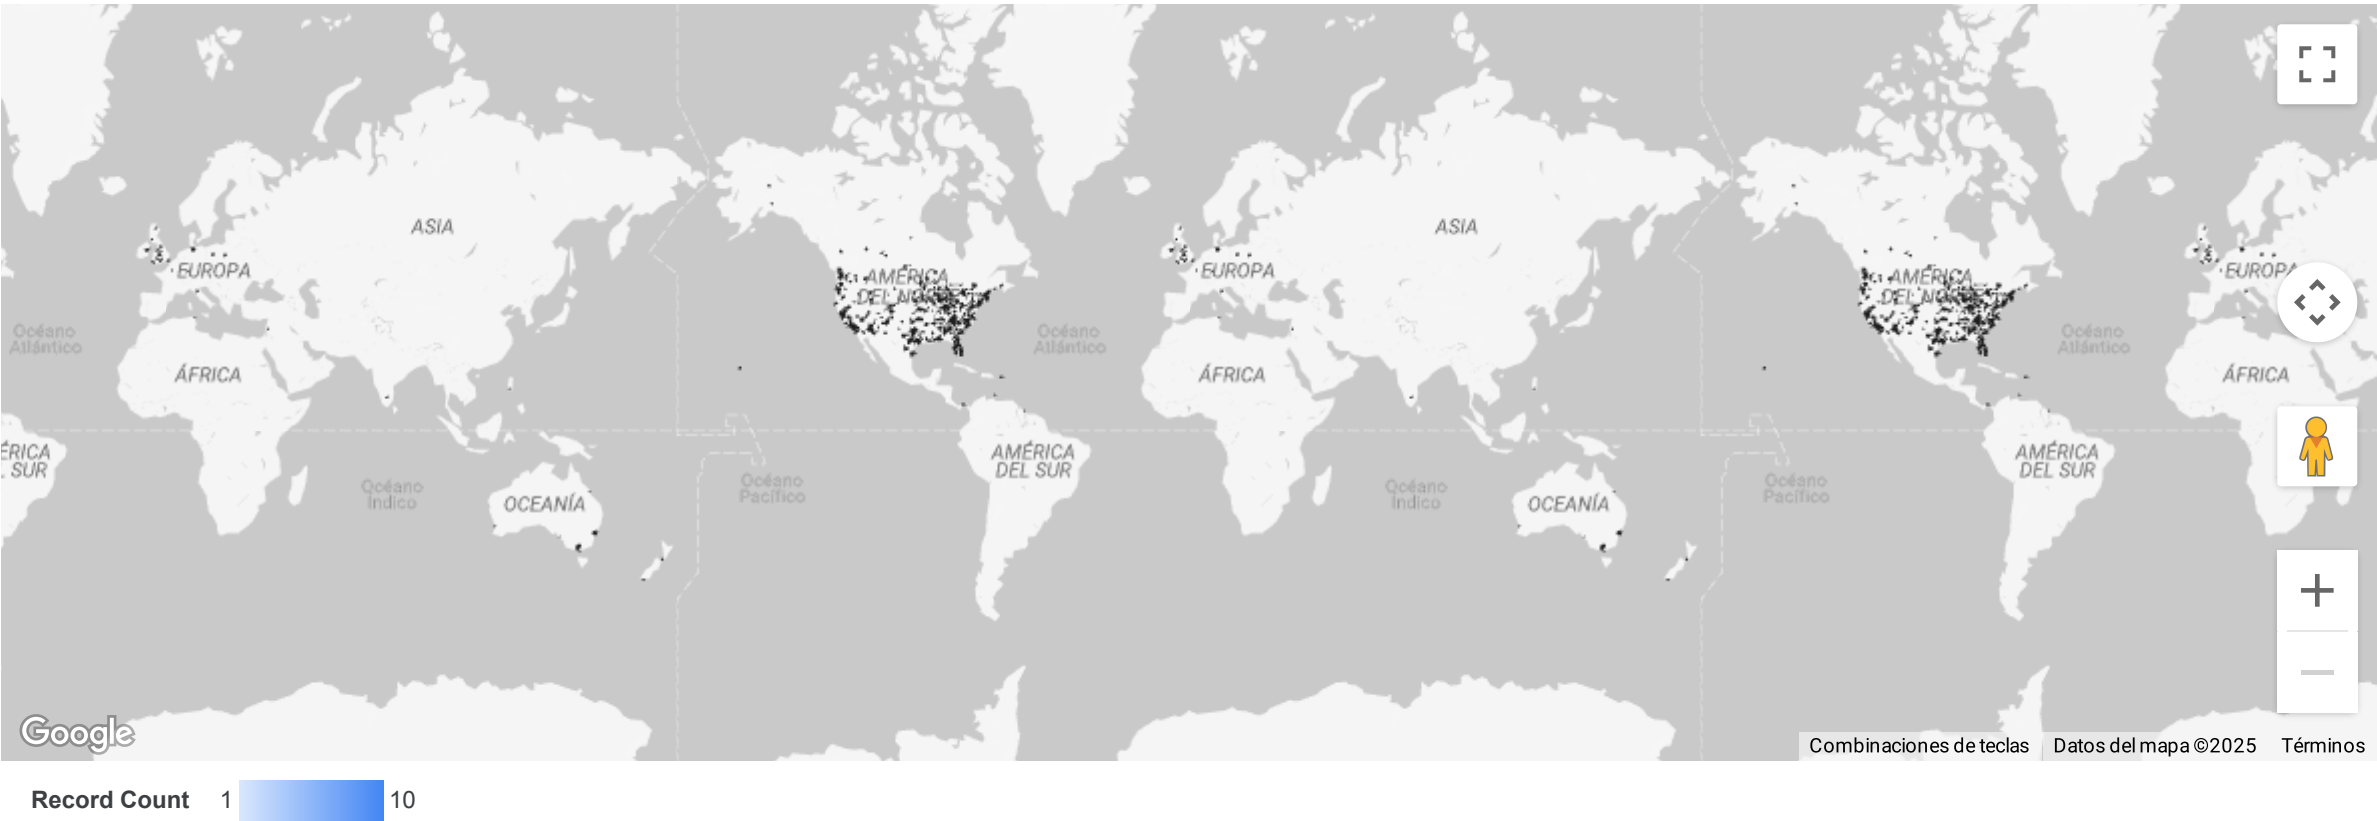 ASIA
EUROPA
AMÉRICA
DEL NORTE
Océano
Atlántico
ÁFRICA
ÉRICA
SUR
Océano
Índico
OCEANÍA
Océano
Pacífico
AMÉRICA
DEL SUR
Océano
Atlántico
ASIA
EUROPA
ÁFRICA
Océano
Índico
OCEANÍA
AMÉRICA
DEL NORTE
Océano
Pacífico
AMÉRICA
DEL SUR
Océano
Atlántico
EUROPA
ÁFRICA
Google
Combinaciones de teclas
Datos del mapa ©2025
Términos
Record Count 1 10